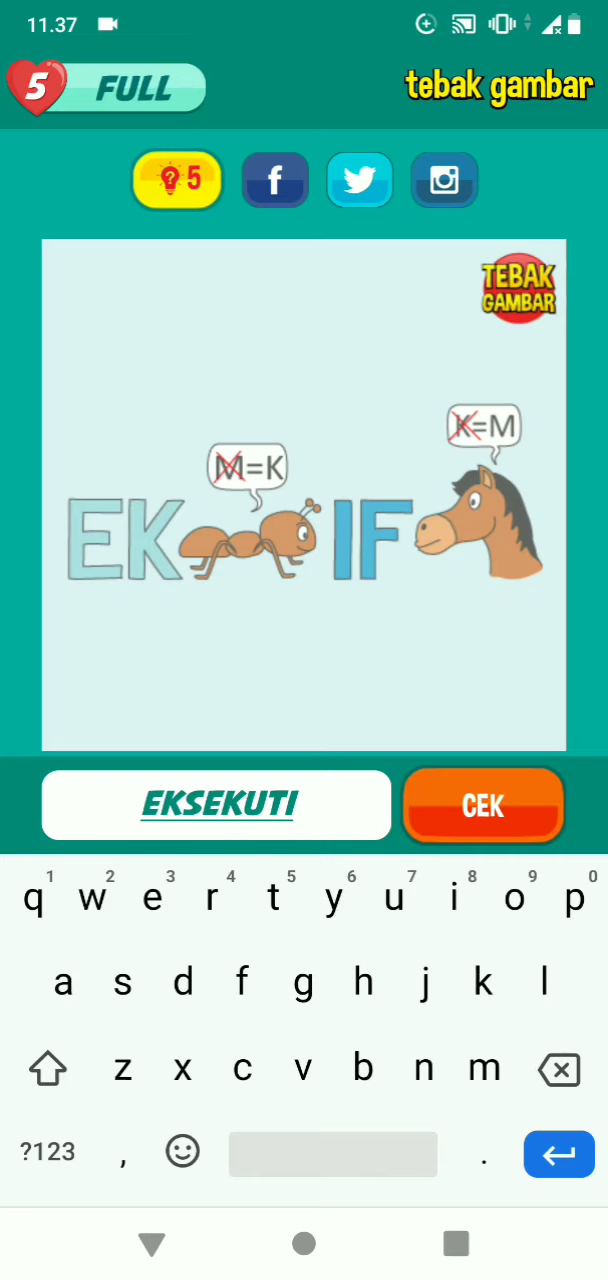 11.37
5 FULL
tebak gambar
5
TEBAK
GAMBAR
K=M
M=K
EK IF
EKSEKUTI
CEK
1 2 3 4 5 6 7 8 9 0
q w e r t y u i o p
a s d f g h j k l
z x c v b n m
?123 , .